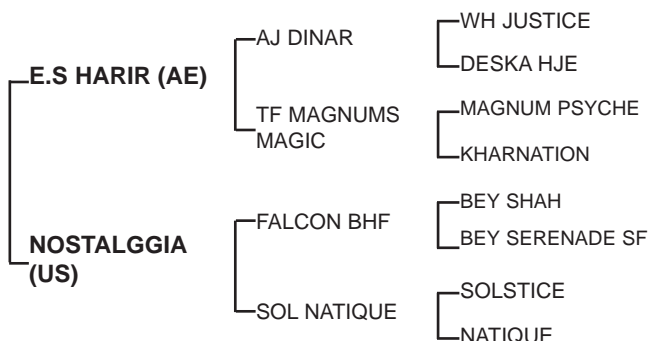 WH JUSTICE
AJ DINAR
DESKA HJE
E.S HARIR (AE)
MAGNUM PSYCHE
TF MAGNUMS
MAGIC
KHARNATION
BEY SHAH
FALCON BHF
BEY SERENADE SF
NOSTALGGIA
(US)
SOLSTICE
SOL NATIQUE
NATIQUE